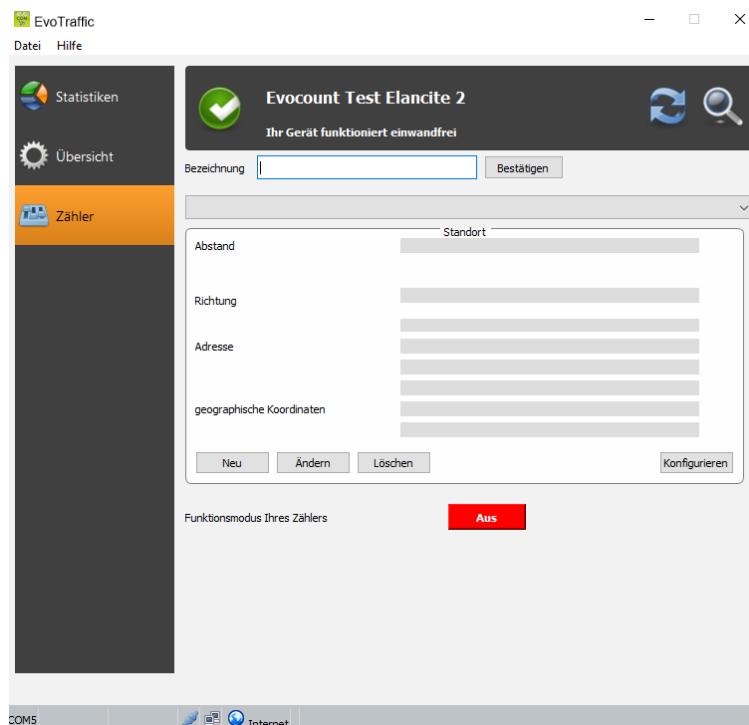 EvoTraffic
Datei Hilfe
Statistiken
Übersicht
Zähler
Evocount Test Elancite 2
Ihr Gerät funktioniert einwandfrei
Bezeichnung
Bestätigen
Standort
Abstand
Richtung
Adresse
geographische Koordinaten
Neu Ändern Löschen Konfigurieren
Funktionsmodus Ihres Zählers Aus
COM5 Internet